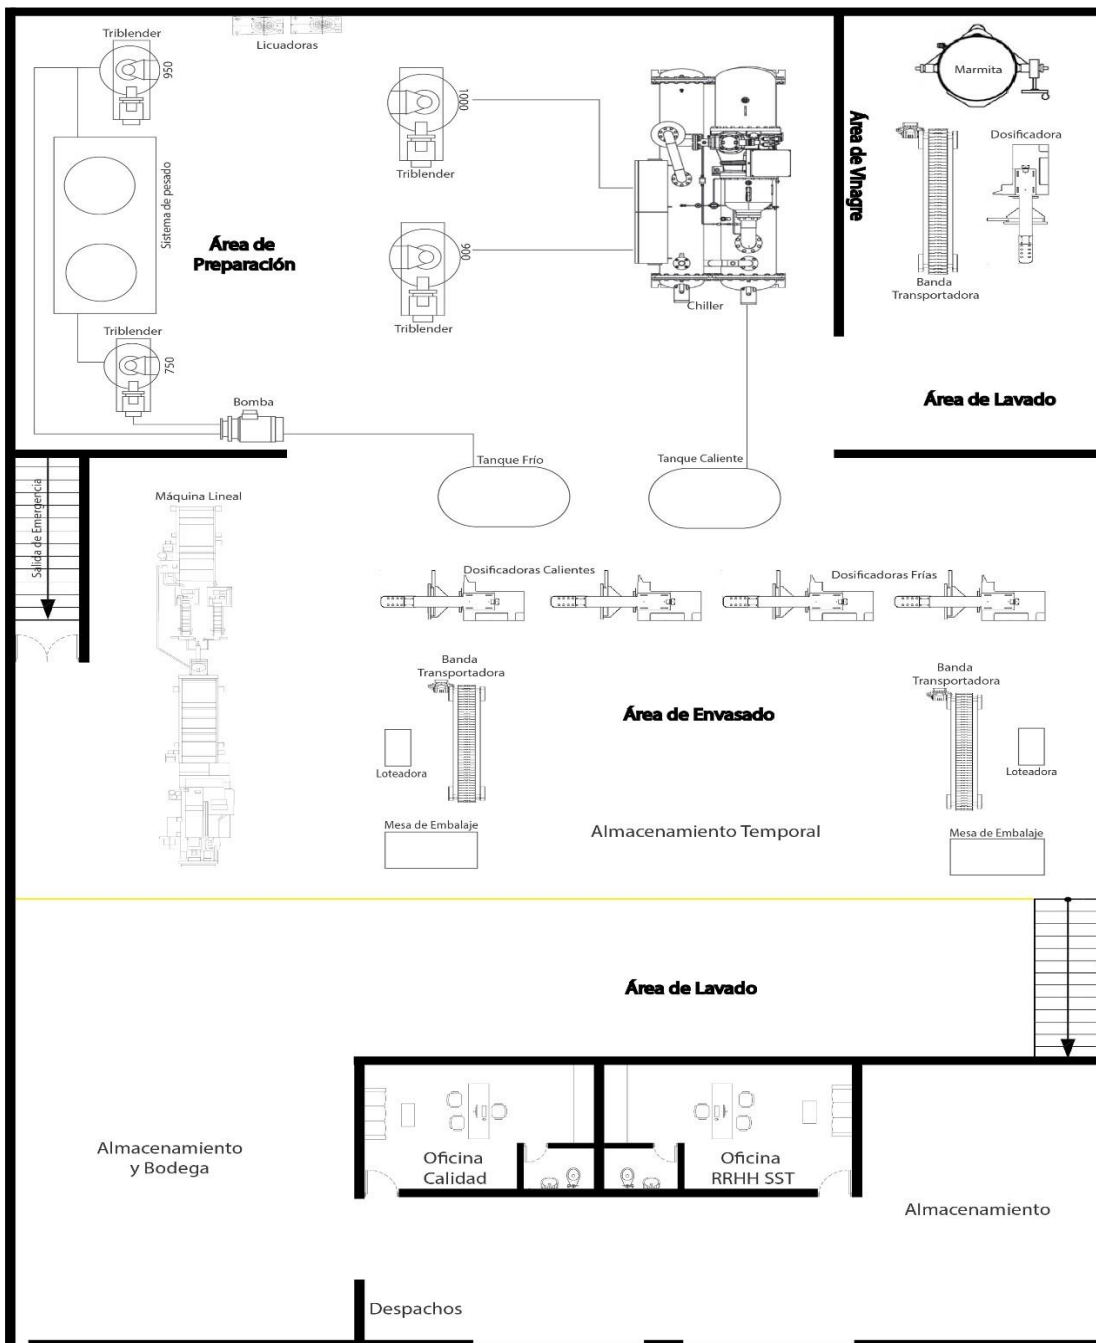 Triblender
950
Licuadoras
1000
Triblender
Sistema de pesado
Área de
Preparación
900
Triblender
Chiller
Triblender
750
Bomba
Marmita
Área de Vinagre
Dosificadora
Banda
Transportadora
Área de Lavado
Tanque Frío
Tanque Caliente
Salida de Emergencia
Máquina Lineal
Dosificadoras Calientes
Dosificadoras Frías
Banda
Transportadora
Loteadora
Mesa de Embalaje
Área de Envasado
Almacenamiento Temporal
Banda
Transportadora
Loteadora
Mesa de Embalaje
Área de Lavado
Almacenamiento
y Bodega
Oficina
Calidad
Oficina
RRHH SST
Almacenamiento
Despachos